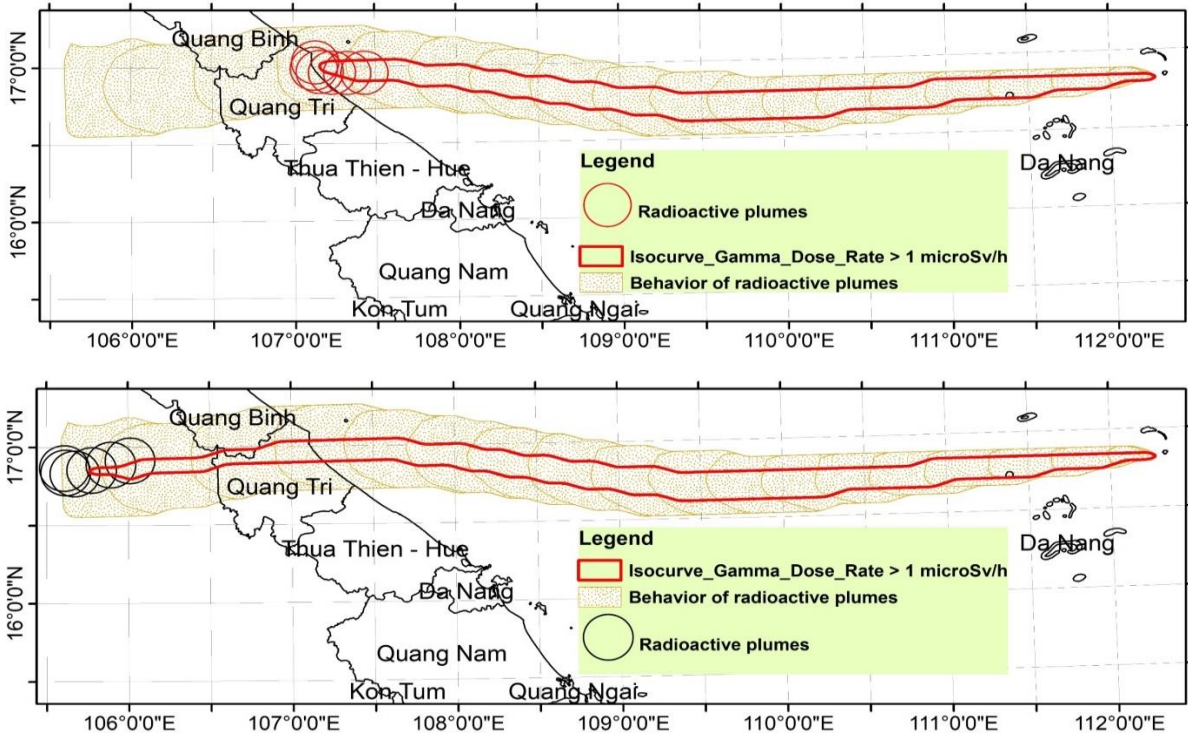 Quang Binh
17°0'0"N
Quang Tri
Thua Thien - Hue
Da Nang
16°0'0"N
Quang Nam
Kon Tum
Quang Ngai
Da Nang
Legend
Radioactive plumes
Isocurve_Gamma_Dose_Rate > 1 microSv/h
Behavior of radioactive plumes
106°0'0"E 107°0'0"E 108°0'0"E 109°0'0"E 110°0'0"E 111°0'0"E 112°0'0"E
Quang Binh
17°0'0"N
Quang Tri
Thua Thien - Hue
Da Nang
16°0'0"N
Quang Nam
Kon Tum
Quang Ngai
Da Nang
Legend
Isocurve_Gamma_Dose_Rate > 1 microSv/h
Behavior of radioactive plumes
Radioactive plumes
106°0'0"E 107°0'0"E 108°0'0"E 109°0'0"E 110°0'0"E 111°0'0"E 112°0'0"E